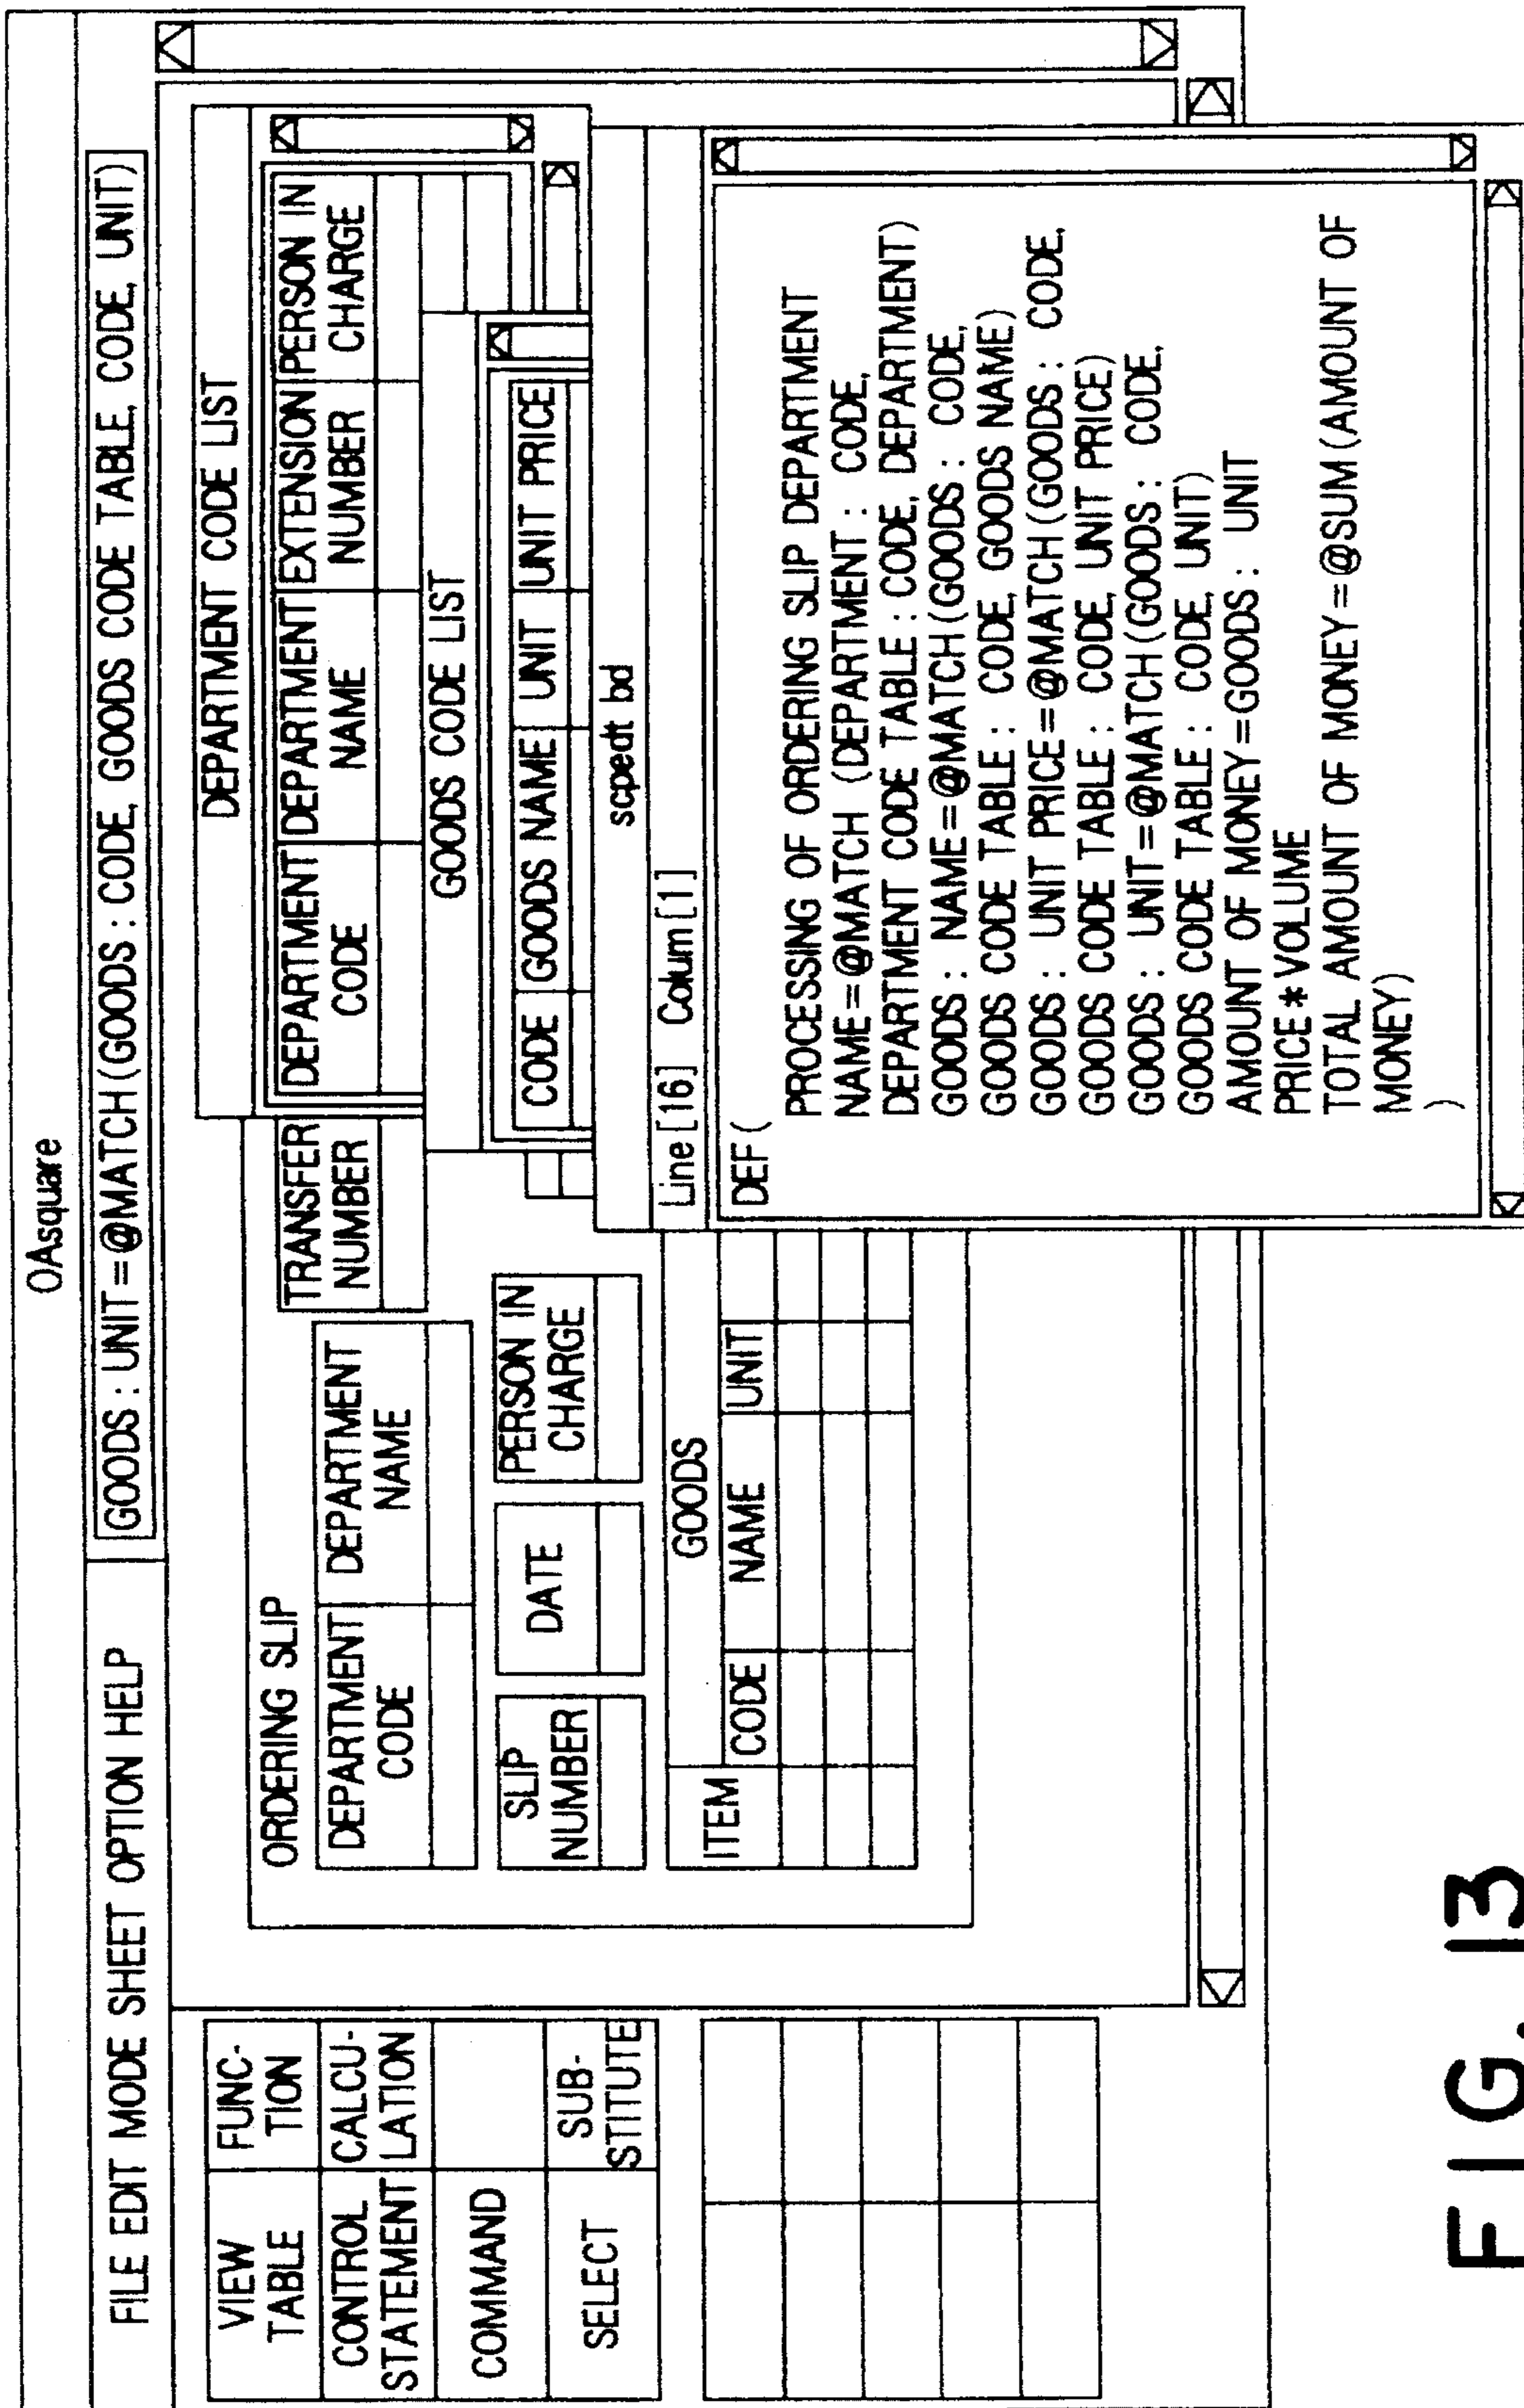 OAsquare
FILE EDIT MODE SHEET OPTION HELP
GOODS : UNIT=@MATCH(GOODS : CODE, GOODS CODE TABLE, CODE, UNIT)
VIEW TABLE
FUNC-
TION
CONTROL STATEMENT
CALCU-
LATION
COMMAND
SELECT
SUB-
STITUTE
ORDERING SLIP
DEPARTMENT CODE
DEPARTMENT NAME
TRANSFER NUMBER
SLIP NUMBER
DATE
PERSON IN CHARGE
ITEM
GOODS
CODE
NAME
UNIT
DEPARTMENT CODE LIST
DEPARTMENT CODE
DEPARTMENT NAME
EXTENSION NUMBER
PERSON IN CHARGE
GOODS CODE LIST
CODE
GOODS NAME
UNIT
UNIT PRICE
scpedt bd
Line [16] Colum [1]
DEF(
PROCESSING OF ORDERING SLIP DEPARTMENT
NAME=@MATCH (DEPARTMENT : CODE,
DEPARTMENT CODE TABLE : CODE, DEPARTMENT)
GOODS : NAME=@MATCH(GOODS : CODE,
GOODS CODE TABLE : CODE, GOODS NAME)
GOODS : UNIT PRICE=@MATCH(GOODS : CODE,
GOODS CODE TABLE : CODE, UNIT PRICE)
GOODS : UNIT=@MATCH(GOODS : CODE,
GOODS CODE TABLE : CODE, UNIT)
AMOUNT OF MONEY=GOODS : UNIT
PRICE*VOLUME
TOTAL AMOUNT OF MONEY=@SUM(AMOUNT OF
MONEY)
)
FIG. 13